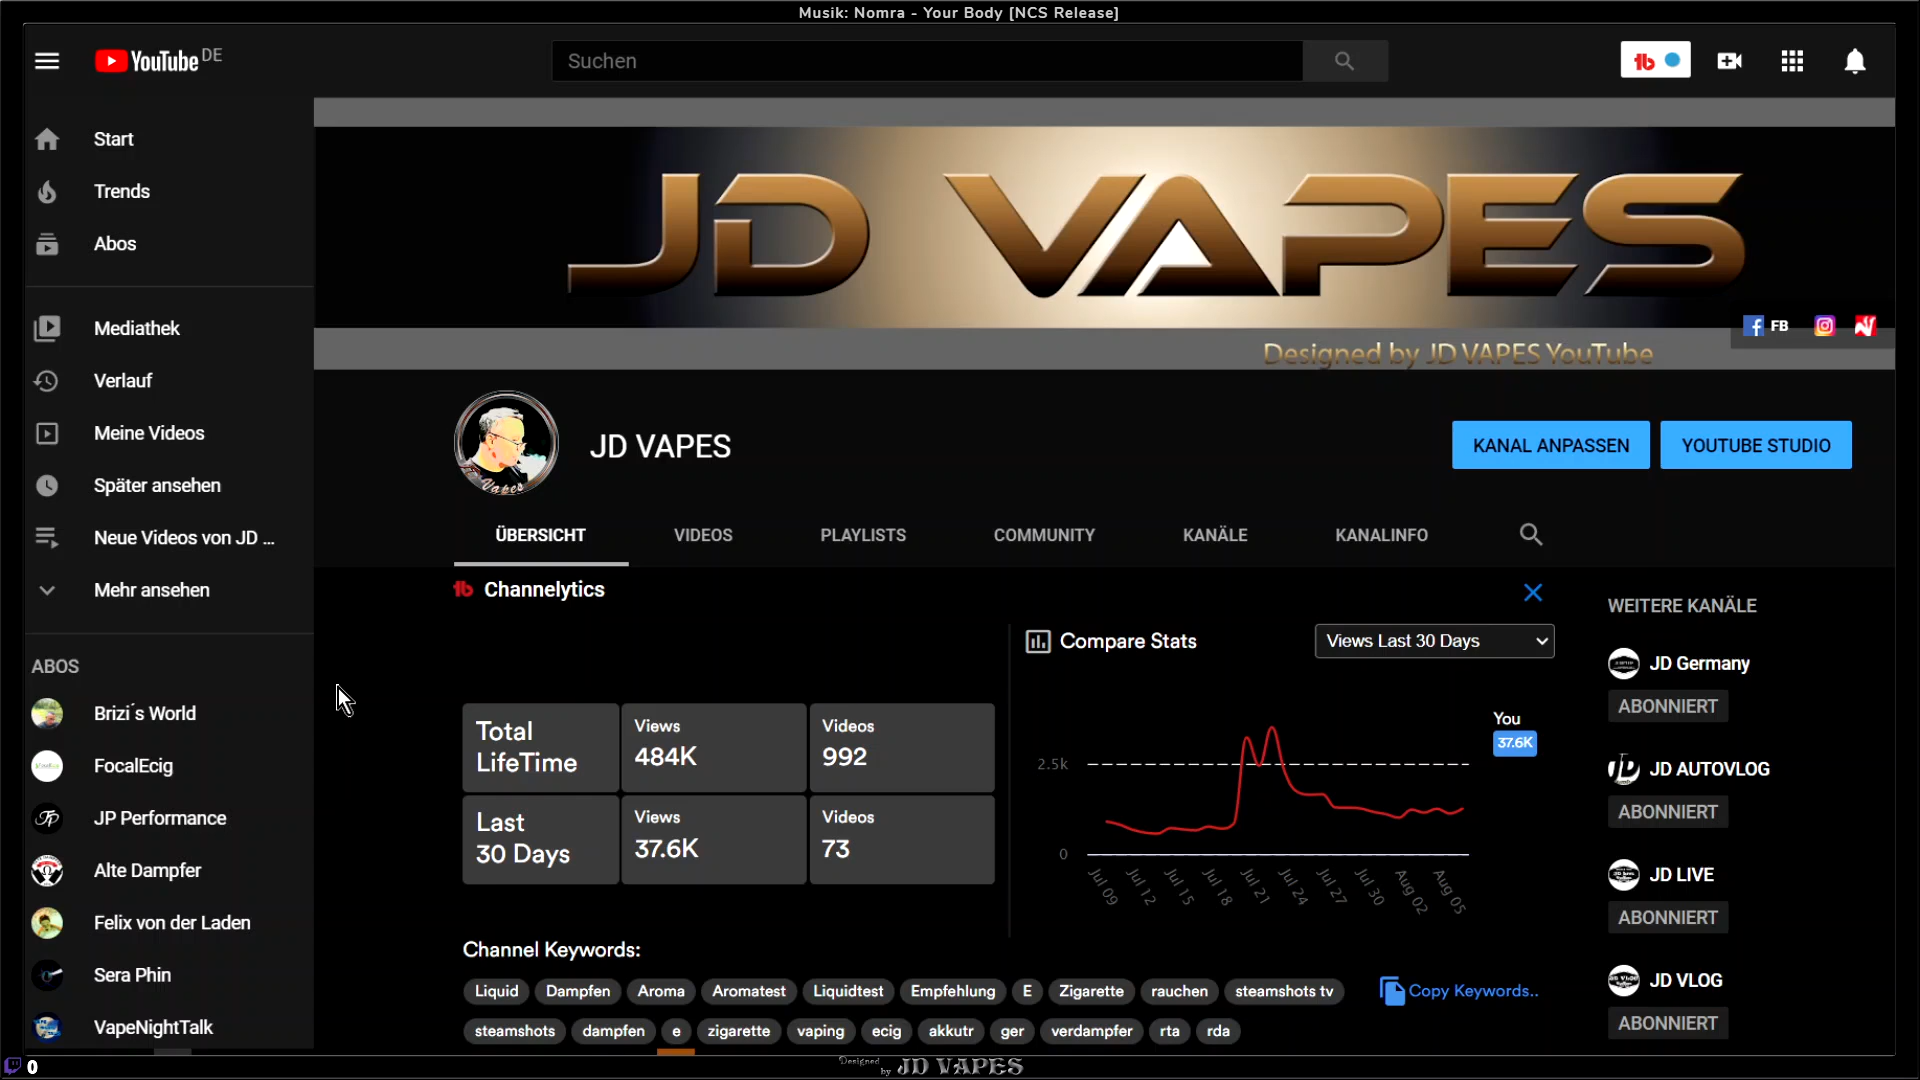 Musik: Nomra - Your Body [NCS Release]
YouTube DE
Suchen
Start
Trends
Abos
Mediathek
Verlauf
Meine Videos
Später ansehen
Neue Videos von JD ...
Mehr ansehen
ABOS
Brizi´s World
FocalEcig
JP Performance
Alte Dampfer
Felix von der Laden
Sera Phin
VapeNightTalk
JD VAPES
FB
Designed by JD VAPES YouTube
Vapes
JD VAPES
KANAL ANPASSEN
YOUTUBE STUDIO
ÜBERSICHT
VIDEOS
PLAYLISTS
COMMUNITY
KANÄLE
KANALINFO
Channelytics
Total
LifeTime
Views
484K
Videos
992
Last
30 Days
Views
37.6K
Videos
73
Compare Stats
Views Last 30 Days
You
37.6K
2.5k
0
Jul 09
Jul 12
Jul 15
Jul 18
Jul 21
Jul 24
Jul 27
Jul 30
Aug 02
Aug 05
Channel Keywords:
Liquid Dampfen Aroma Aromatest Liquidtest Empfehlung E Zigarette rauchen steamshots tv
steamshots dampfen e zigarette vaping ecig akkutr ger verdampfer rta rda
Copy Keywords..
WEITERE KANÄLE
JD Germany
ABONNIERT
JD AUTOVLOG
ABONNIERT
JD LIVE
ABONNIERT
JD VLOG
ABONNIERT
0
Designed
by JD VAPES